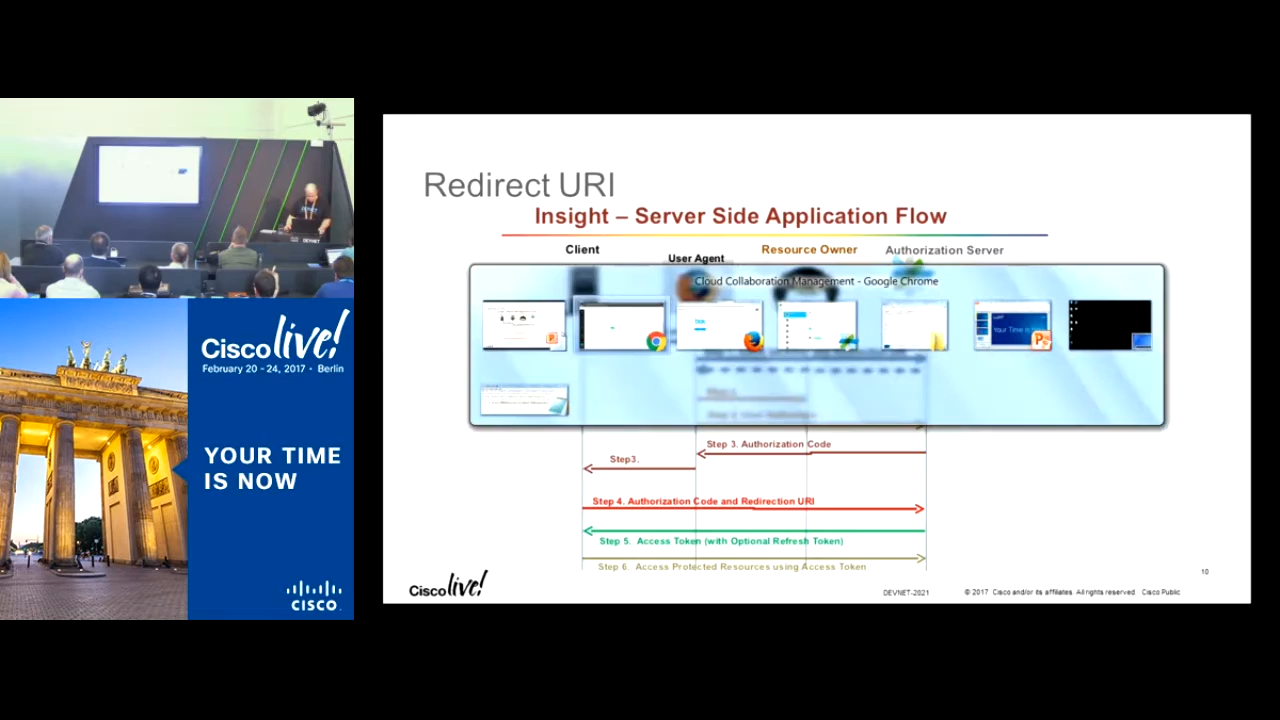 Redirect URI
Insight – Server Side Application Flow
Client
User Agent
Resource Owner
Authorization Server
Cloud Collaboration Management - Google Chrome
Step 3. Authorization Code
Step3.
Step 4. Authorization Code and Redirection URI
Step 5. Access Token (with Optional Refresh Token)
Step 6. Access Protected Resources using Access Token
Cisco live!
DEVNET-2021
© 2017 Cisco and/or its affiliates. All rights reserved. Cisco Public
10
DEVNET
Cisco live!
February 20 - 24, 2017 · Berlin
YOUR TIME
IS NOW
CISCO.